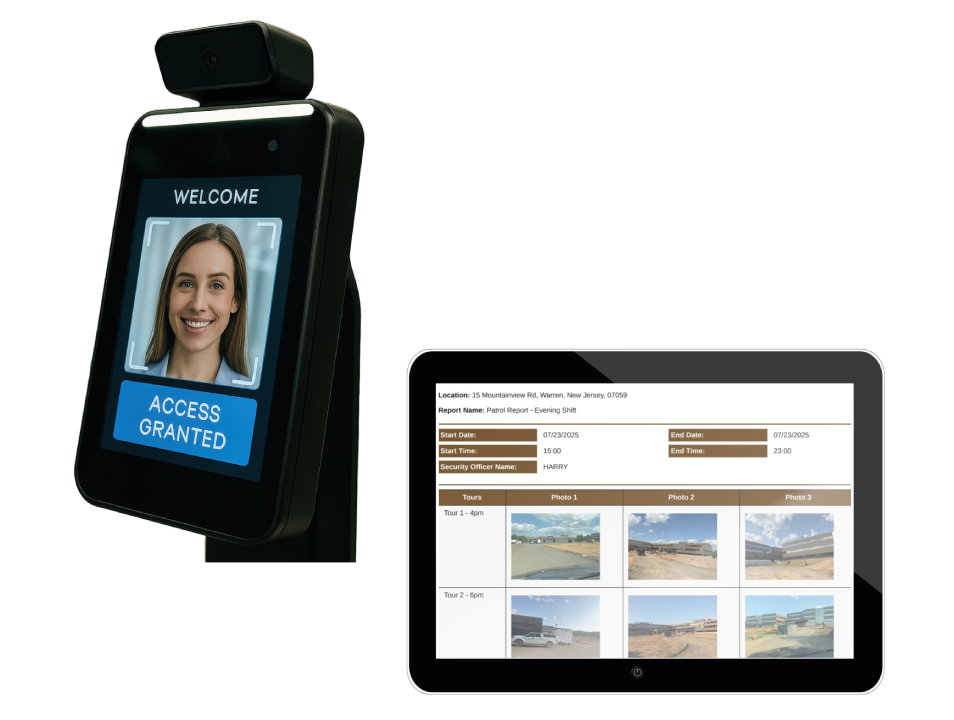 WELCOME
ACCESS
GRANTED
Location: 15 Mountainview Rd, Warren, New Jersey, 07059
Report Name: Patrol Report - Evening Shift
Start Date: 07/23/2025 End Date: 07/23/2025
Start Time: 15:00 End Time: 23:00
Security Officer Name: HARRY
Tours Photo 1 Photo 2 Photo 3
Tour 1 - 4pm
Tour 2 - 6pm